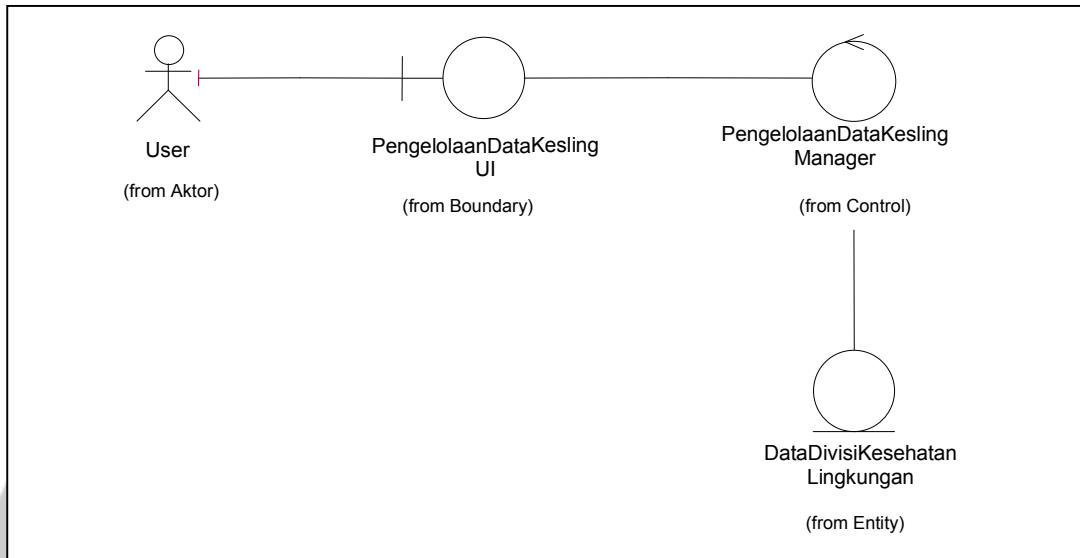 User
(from Aktor)
PengelolaanDataKesling
UI
(from Boundary)
PengelolaanDataKesling
Manager
(from Control)
DataDivisiKesehatan
Lingkungan
(from Entity)